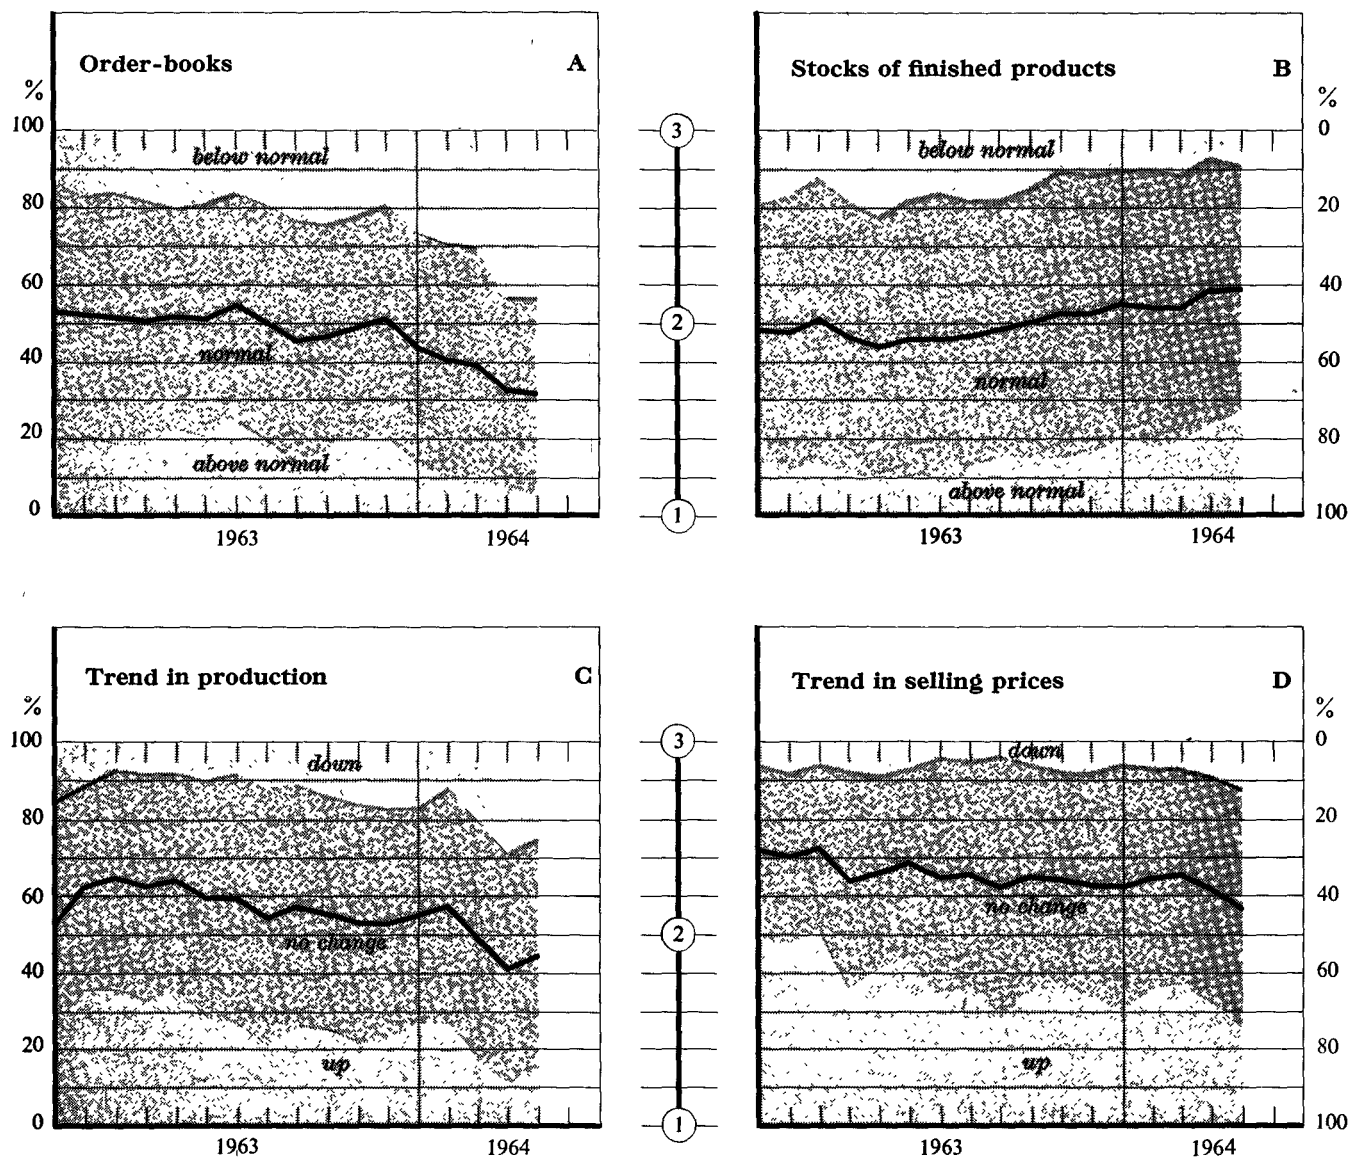 Order-books A
%
100
80
60
40
20
0
below normal
normal
above normal
1963 1964
3
2
1
Stocks of finished products B
%
0
20
40
60
80
100
below normal
normal
above normal
1963 1964
Trend in production C
%
100
80
60
40
20
0
down
no change
up
1963 1964
3
2
1
Trend in selling prices D
%
0
20
40
60
80
100
down
no change
up
1963 1964